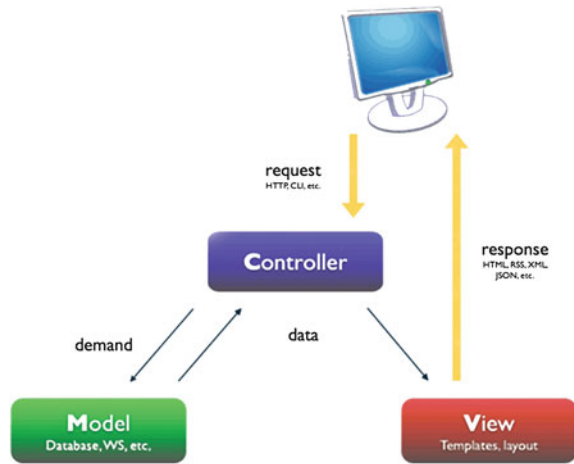 request
HTTP, CLI, etc.
Controller
response
HTML, RSS, XML,
JSON, etc.
demand
data
Model
Database, WS, etc,
View
Templates, layout